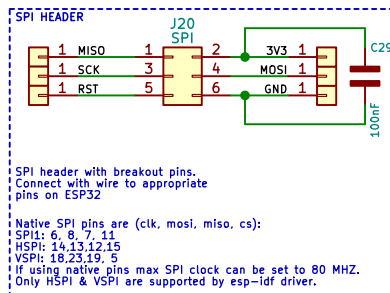 SPI HEADER
J20
SPI
C29
1 MISO 1 2 3V3 1
1 SCK 3 4 MOSI 1
1 RST 5 6 GND 1
100nF
SPI header with breakout pins.
Connect with wire to appropriate
pins on ESP32
Native SPI pins are (clk, mosi, miso, cs):
SPI1: 6, 8, 7, 11
HSPI: 14,13,12,15
VSPI: 18,23,19, 5
If using native pins max SPI clock can be set to 80 MHZ.
Only HSPI & VSPI are supported by esp-idf driver.